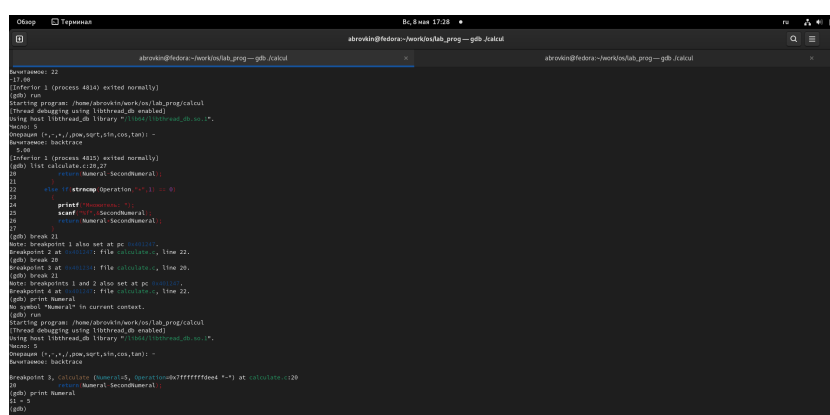 Обзор Терминал Вс, 8 мая 17:28 ru
abrovkin@fedora:~/work/os/lab_prog — gdb ./calcul
abrovkin@fedora:~/work/os/lab_prog — gdb ./calcul × abrovkin@fedora:~/work/os/lab_prog — gdb ./calcul ×
Вычитаемое: 22
-17.00
[Inferior 1 (process 4814) exited normally]
(gdb) run
Starting program: /home/abrovkin/work/os/lab_prog/calcul
[Thread debugging using libthread_db enabled]
Using host libthread_db library "/lib64/libthread_db.so.1".
Число: 5
Операция (+,-,*,/,pow,sqrt,sin,cos,tan): -
Вычитаемое: backtrace
5.00
[Inferior 1 (process 4815) exited normally]
(gdb) list calculate.c:20,27
20 return(Numeral-SecondNumeral);
21 }
22 else if(strncmp(Operation,"*",1) == 0)
23 {
24 printf("Множитель: ");
25 scanf("%f",&SecondNumeral);
26 return(Numeral*SecondNumeral);
27 }
(gdb) break 21
Note: breakpoint 1 also set at pc
Breakpoint 2 at : file calculate.c, line 22.
(gdb) break 20
Breakpoint 3 at : file calculate.c, line 20.
(gdb) break 21
Note: breakpoints 1 and 2 also set at pc
Breakpoint 4 at : file calculate.c, line 22.
(gdb) print Numeral
No symbol "Numeral" in current context.
(gdb) run
Starting program: /home/abrovkin/work/os/lab_prog/calcul
[Thread debugging using libthread_db enabled]
Using host libthread_db library "/lib64/libthread_db.so.1".
Число: 5
Операция (+,-,*,/,pow,sqrt,sin,cos,tan): -
Вычитаемое: backtrace
Breakpoint 3, Calculate (Numeral=5, Operation=0x7fffffffdee4 "-") at calculate.c:20
20 return(Numeral-SecondNumeral);
(gdb) print Numeral
$1 = 5
(gdb)